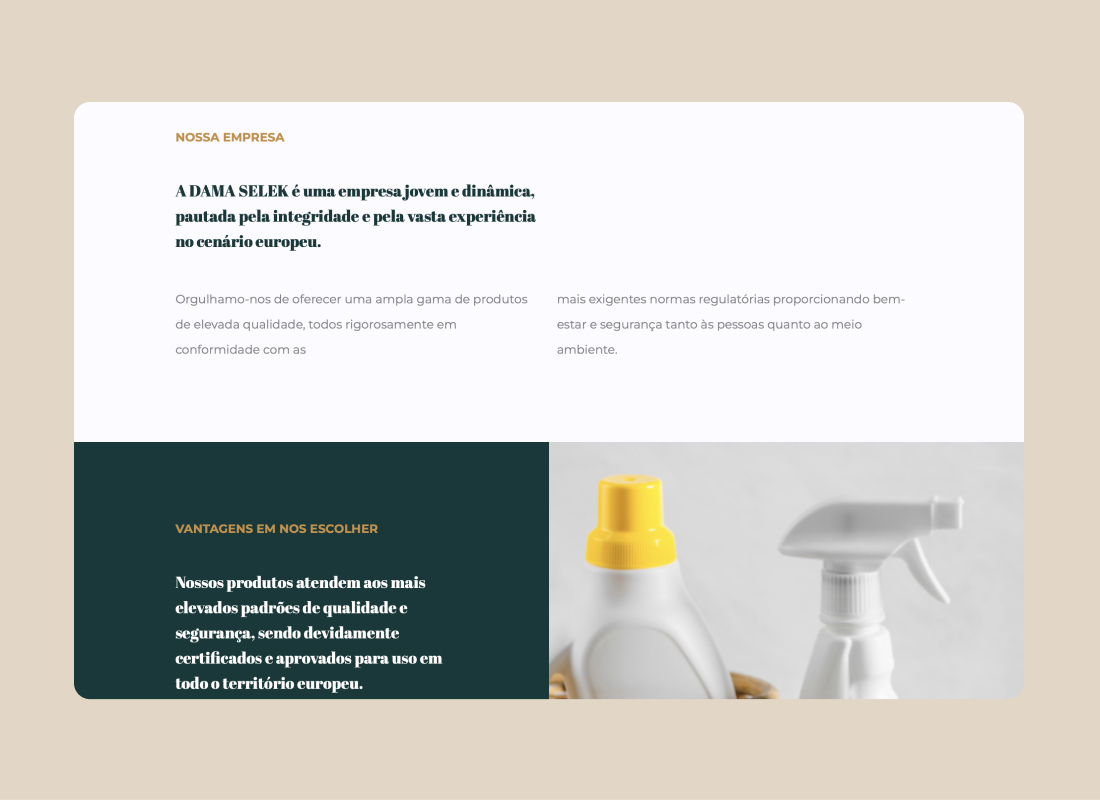 NOSSA EMPRESA
A DAMA SELEK é uma empresa jovem e dinâmica,
pautada pela integridade e pela vasta experiência
no cenário europeu.
Orgulhamo-nos de oferecer uma ampla gama de produtos
de elevada qualidade, todos rigorosamente em
conformidade com as
mais exigentes normas regulatórias proporcionando bem-
estar e segurança tanto às pessoas quanto ao meio
ambiente.
VANTAGENS EM NOS ESCOLHER
Nossos produtos atendem aos mais
elevados padrões de qualidade e
segurança, sendo devidamente
certificados e aprovados para uso em
todo o território europeu.